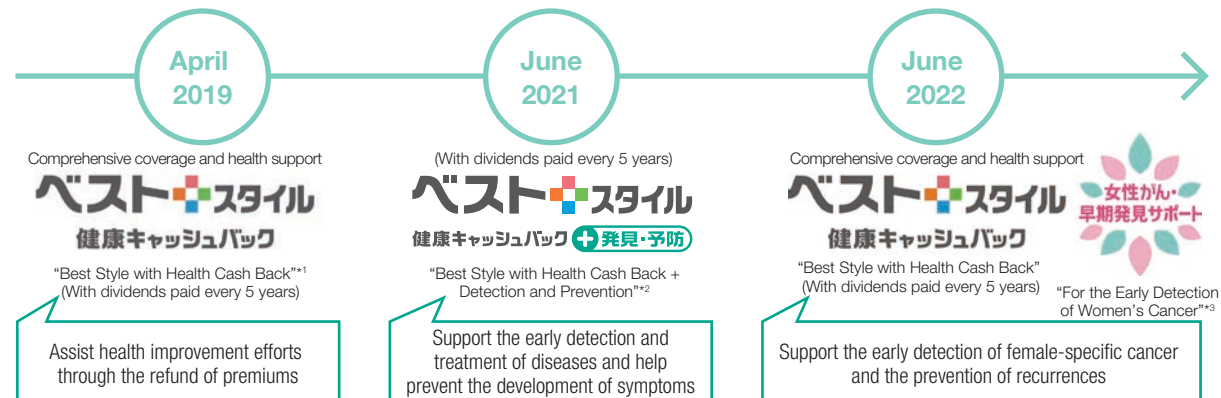 April
2019
Comprehensive coverage and health support
ベスト スタイル
健康キャッシュバック
“Best Style with Health Cash Back”*1
(With dividends paid every 5 years)
Assist health improvement efforts
through the refund of premiums
June
2021
(With dividends paid every 5 years)
ベスト スタイル
健康キャッシュバック + 発見・予防
“Best Style with Health Cash Back +
Detection and Prevention”*2
Support the early detection and
treatment of diseases and help
prevent the development of symptoms
June
2022
Comprehensive coverage and health support
ベスト スタイル
健康キャッシュバック
“Best Style with Health Cash Back”
(With dividends paid every 5 years)
女性がん・
早期発見サポート
“For the Early Detection
of Women’s Cancer”*3
Support the early detection of female-specific cancer
and the prevention of recurrences